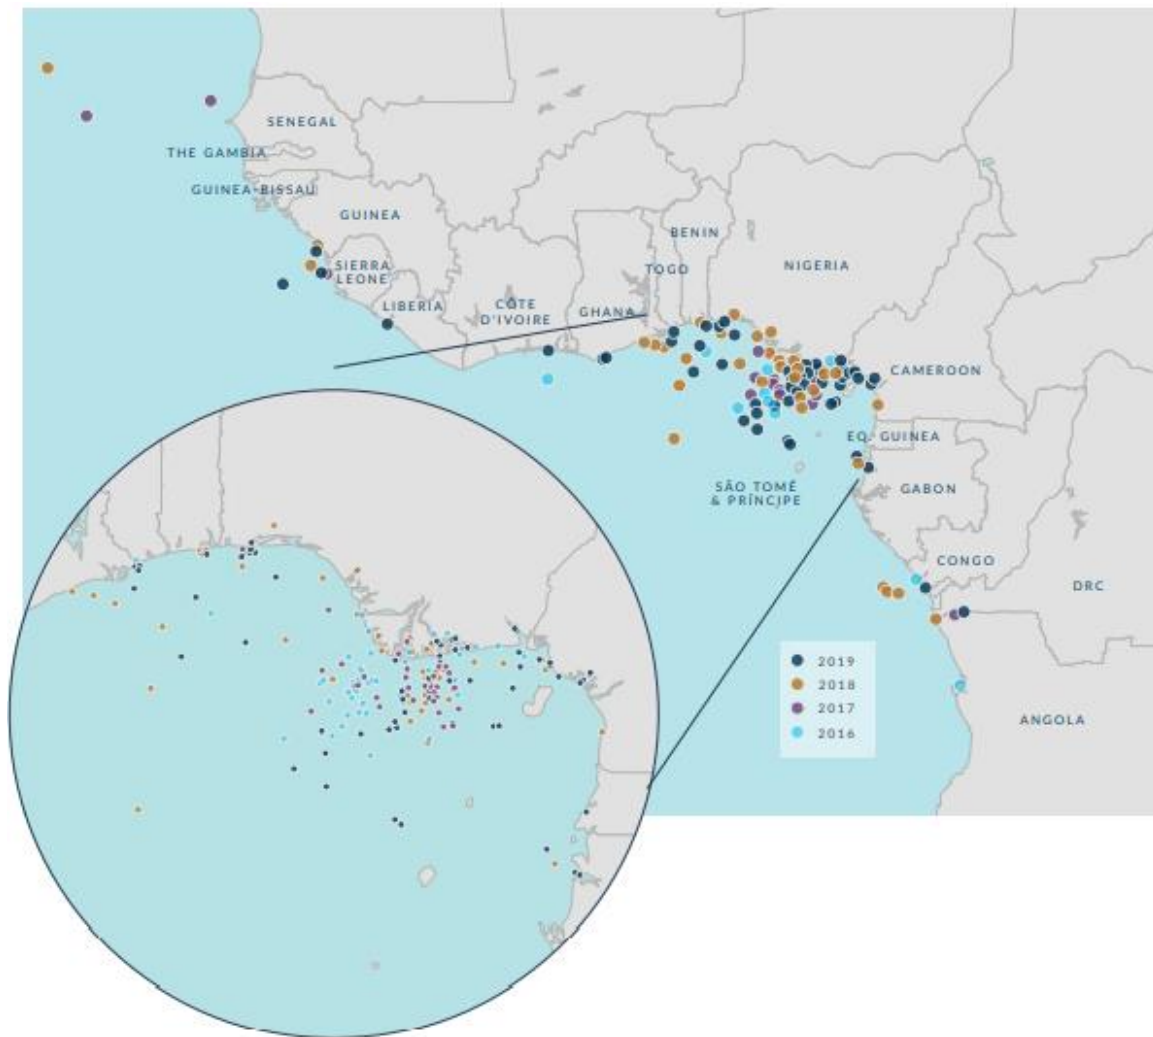 SENEGAL
THE GAMBIA
GUINEA-BISSAU
GUINEA
SIERRA
LEONE
LIBERIA
CÔTE
D'IVOIRE
GHANA
TOGO
BENIN
NIGERIA
CAMEROON
EQ. GUINEA
SÃO TOMÉ
& PRÍNCIPE
GABON
CONGO
DRC
ANGOLA
2019
2018
2017
2016